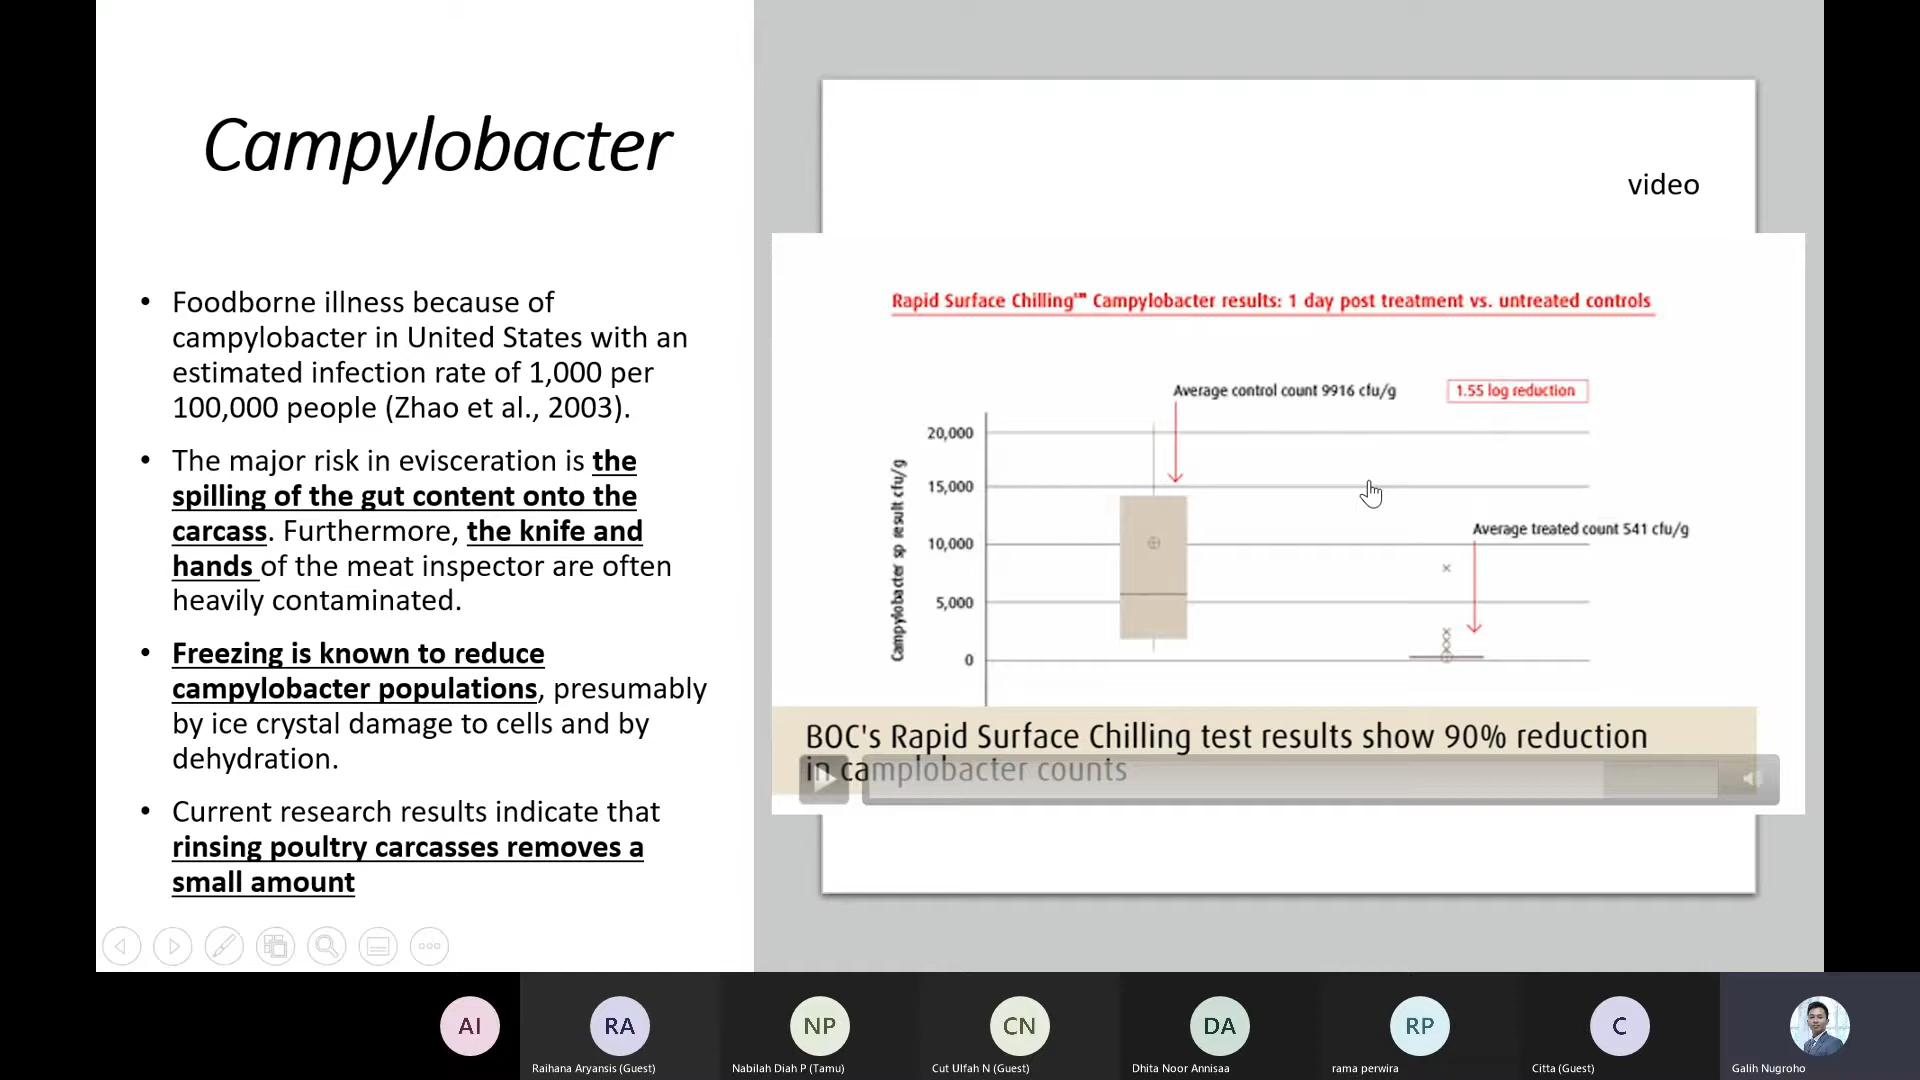 Campylobacter
• Foodborne illness because of
campylobacter in United States with an
estimated infection rate of 1,000 per
100,000 people (Zhao et al., 2003).
• The major risk in evisceration is the
spilling of the gut content onto the
carcass. Furthermore, the knife and
hands of the meat inspector are often
heavily contaminated.
• Freezing is known to reduce
campylobacter populations, presumably
by ice crystal damage to cells and by
dehydration.
• Current research results indicate that
rinsing poultry carcasses removes a
small amount
video
Rapid Surface Chilling℠ Campylobacter results: 1 day post treatment vs. untreated controls
Average control count 9916 cfu/g
1.55 log reduction
Campylobacter sp result cfu/g
20,000
15,000
Average treated count 541 cfu/g
10,000
5,000
0
BOC's Rapid Surface Chilling test results show 90% reduction
in camplobacter counts
AI
RA
NP
CN
DA
RP
C
Raihana Aryansis (Guest)
Nabilah Diah P (Tamu)
Cut Ulfah N (Guest)
Dhita Noor Annisaa
rama perwira
Citta (Guest)
Galih Nugroho